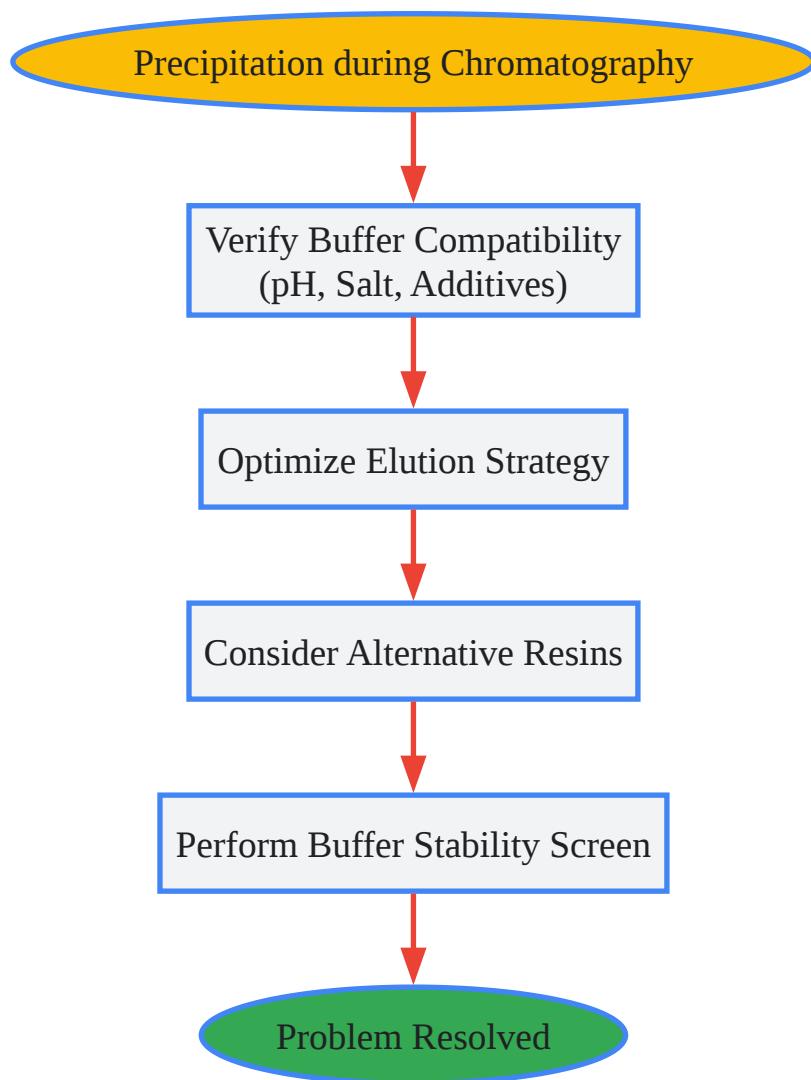 Precipitation during Chromatography
Verify Buffer Compatibility
(pH, Salt, Additives)
Optimize Elution Strategy
Consider Alternative Resins
Perform Buffer Stability Screen
Problem Resolved